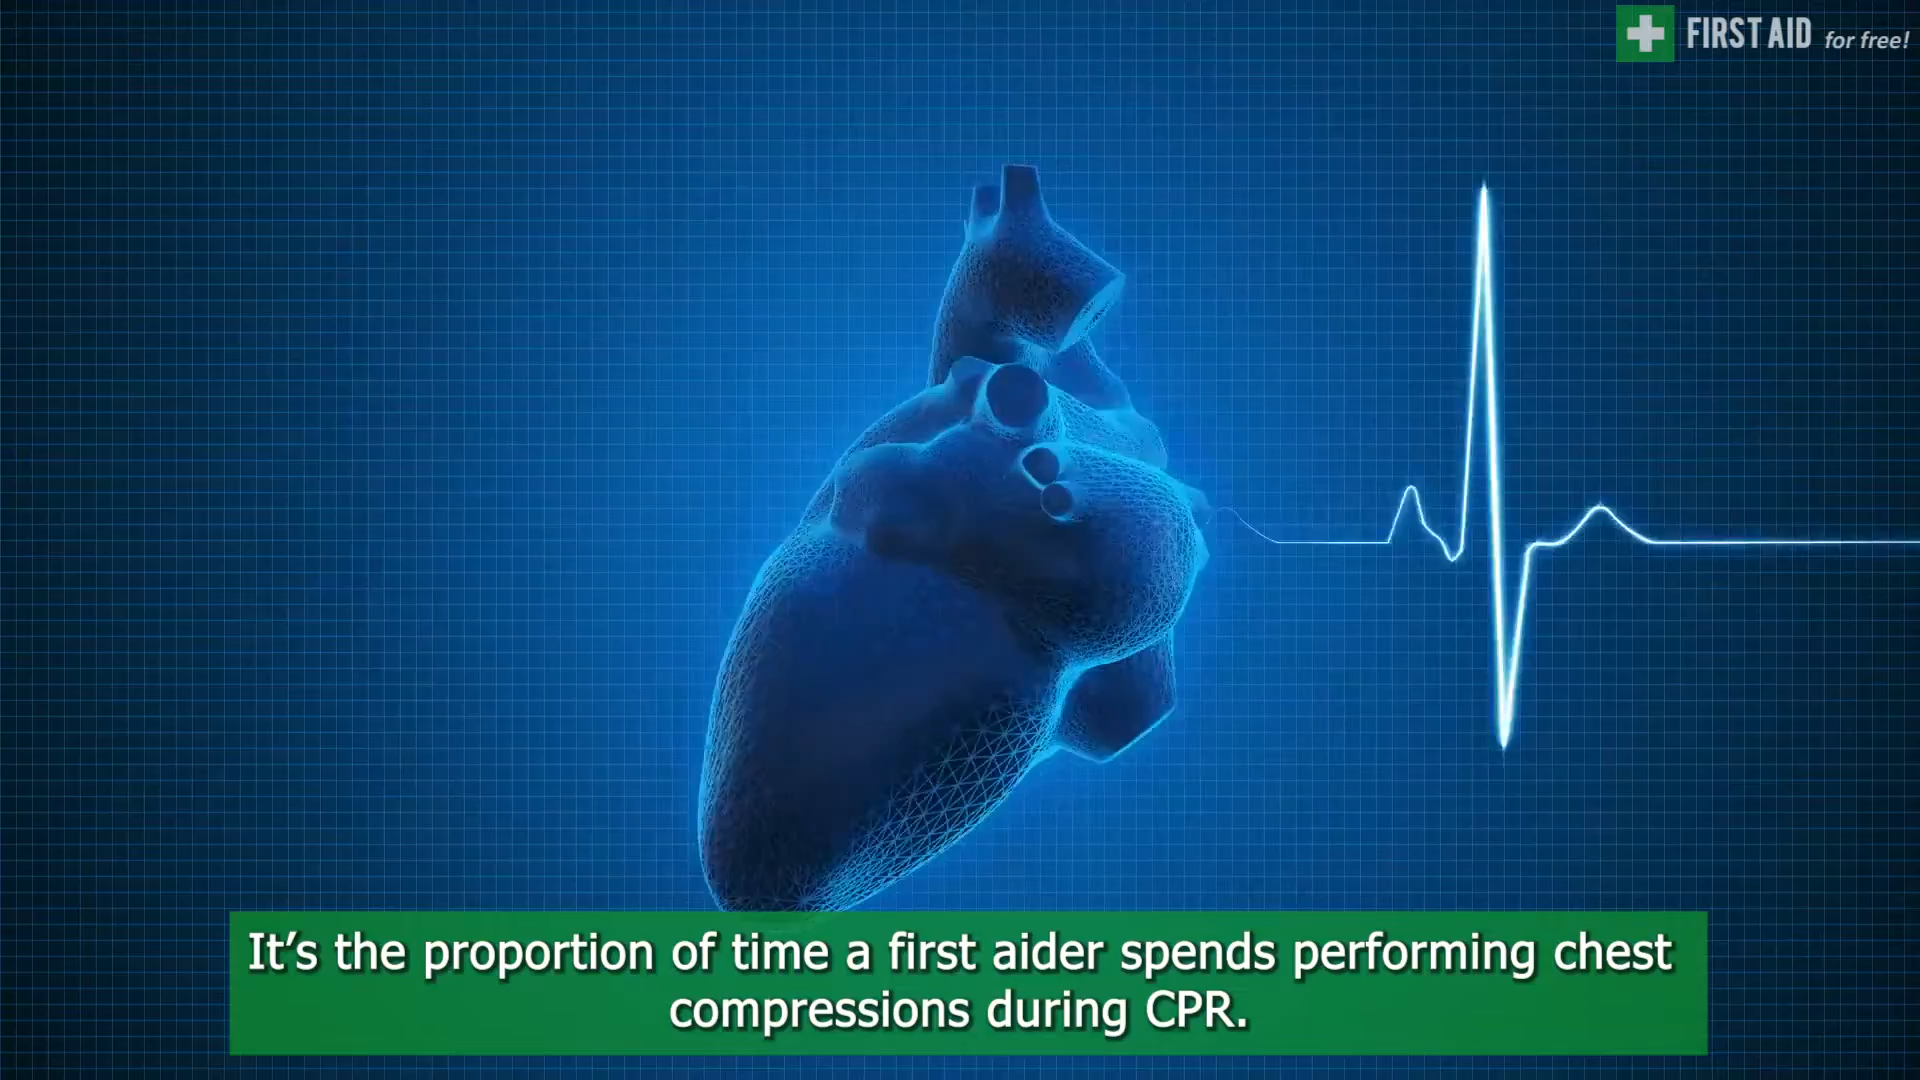 FIRST AID for free!
It’s the proportion of time a first aider spends performing chest
compressions during CPR.